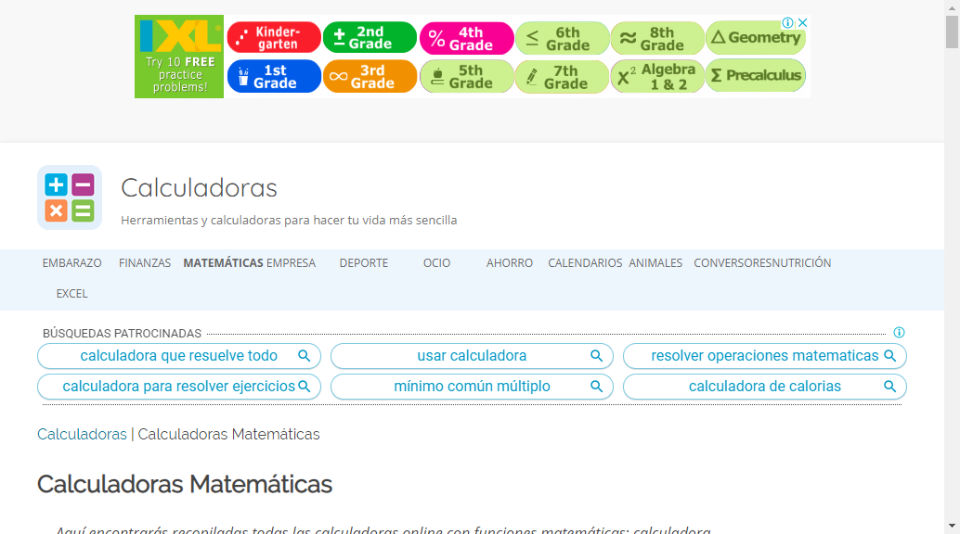 IXL
Try 10 FREE
practice
problems!
Kinder-
garten
2nd
Grade
4th
Grade
6th
Grade
8th
Grade
Geometry
1st
Grade
3rd
Grade
5th
Grade
7th
Grade
Algebra
1 & 2
Precalculus
Calculadoras
Herramientas y calculadoras para hacer tu vida más sencilla
EMBARAZO FINANZAS MATEMÁTICAS EMPRESA DEPORTE OCIO AHORRO CALENDARIOS ANIMALES CONVERSORES NUTRICIÓN
EXCEL
BÚSQUEDAS PATROCINADAS
calculadora que resuelve todo usar calculadora resolver operaciones matematicas
calculadora para resolver ejercicios mínimo común múltiplo calculadora de calorias
Calculadoras | Calculadoras Matemáticas
Calculadoras Matemáticas
Aquí encontrarás recopiladas todas las calculadoras online con funciones matemáticas: calculadora